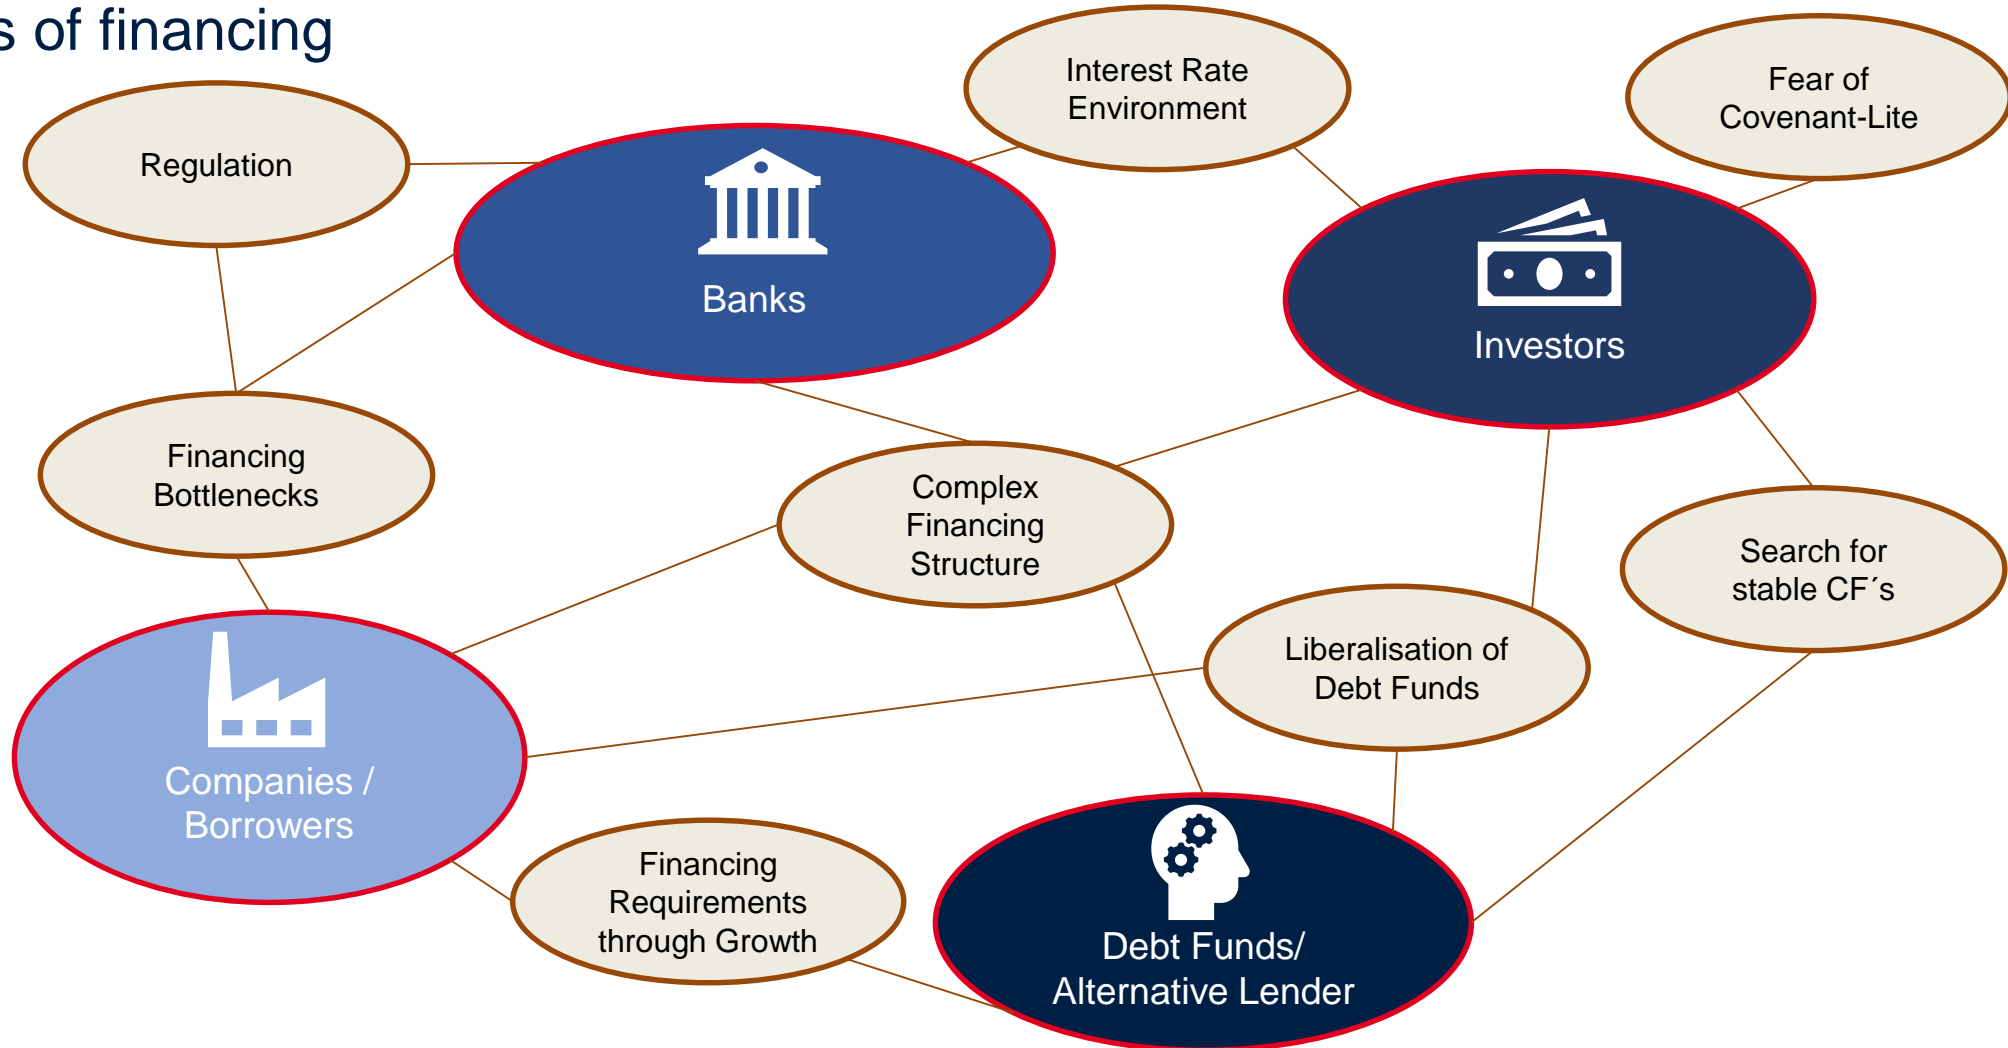 s of financing
Interest Rate
Environment
Fear of
Covenant-Lite
Regulation
Banks
Investors
Financing
Bottlenecks
Complex
Financing
Structure
Search for
stable CF´s
Liberalisation of
Debt Funds
Companies /
Borrowers
Financing
Requirements
through Growth
Debt Funds/
Alternative Lender